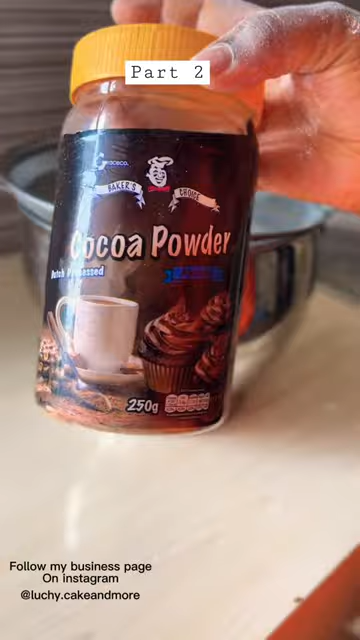 Part 2
BAKER'S CHOICE
Cocoa Powder
Dutch Processed
250g
Follow my business page
On instagram
@luchy.cakeandmore